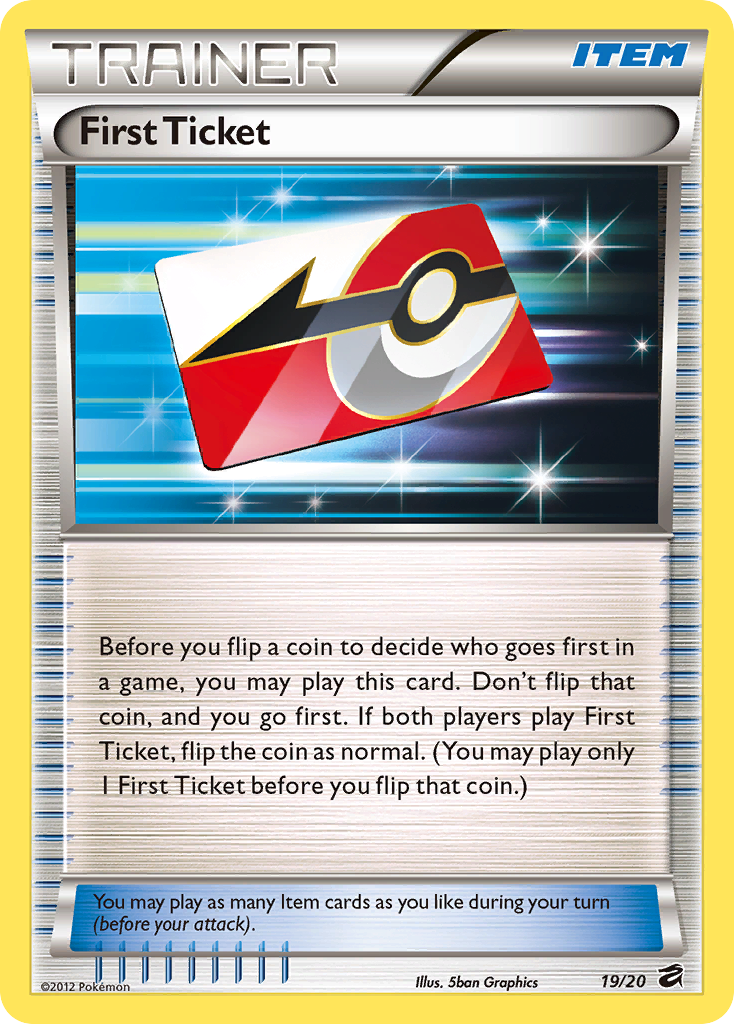 TRAINER
ITEM
First Ticket
Before you flip a coin to decide who goes first in
a game, you may play this card. Don’t flip that
coin, and you go first. If both players play First
Ticket, flip the coin as normal. (You may play only
1 First Ticket before you flip that coin.)
You may play as many Item cards as you like during your turn
(before your attack).
©2012 Pokémon
Illus. 5ban Graphics
19/20